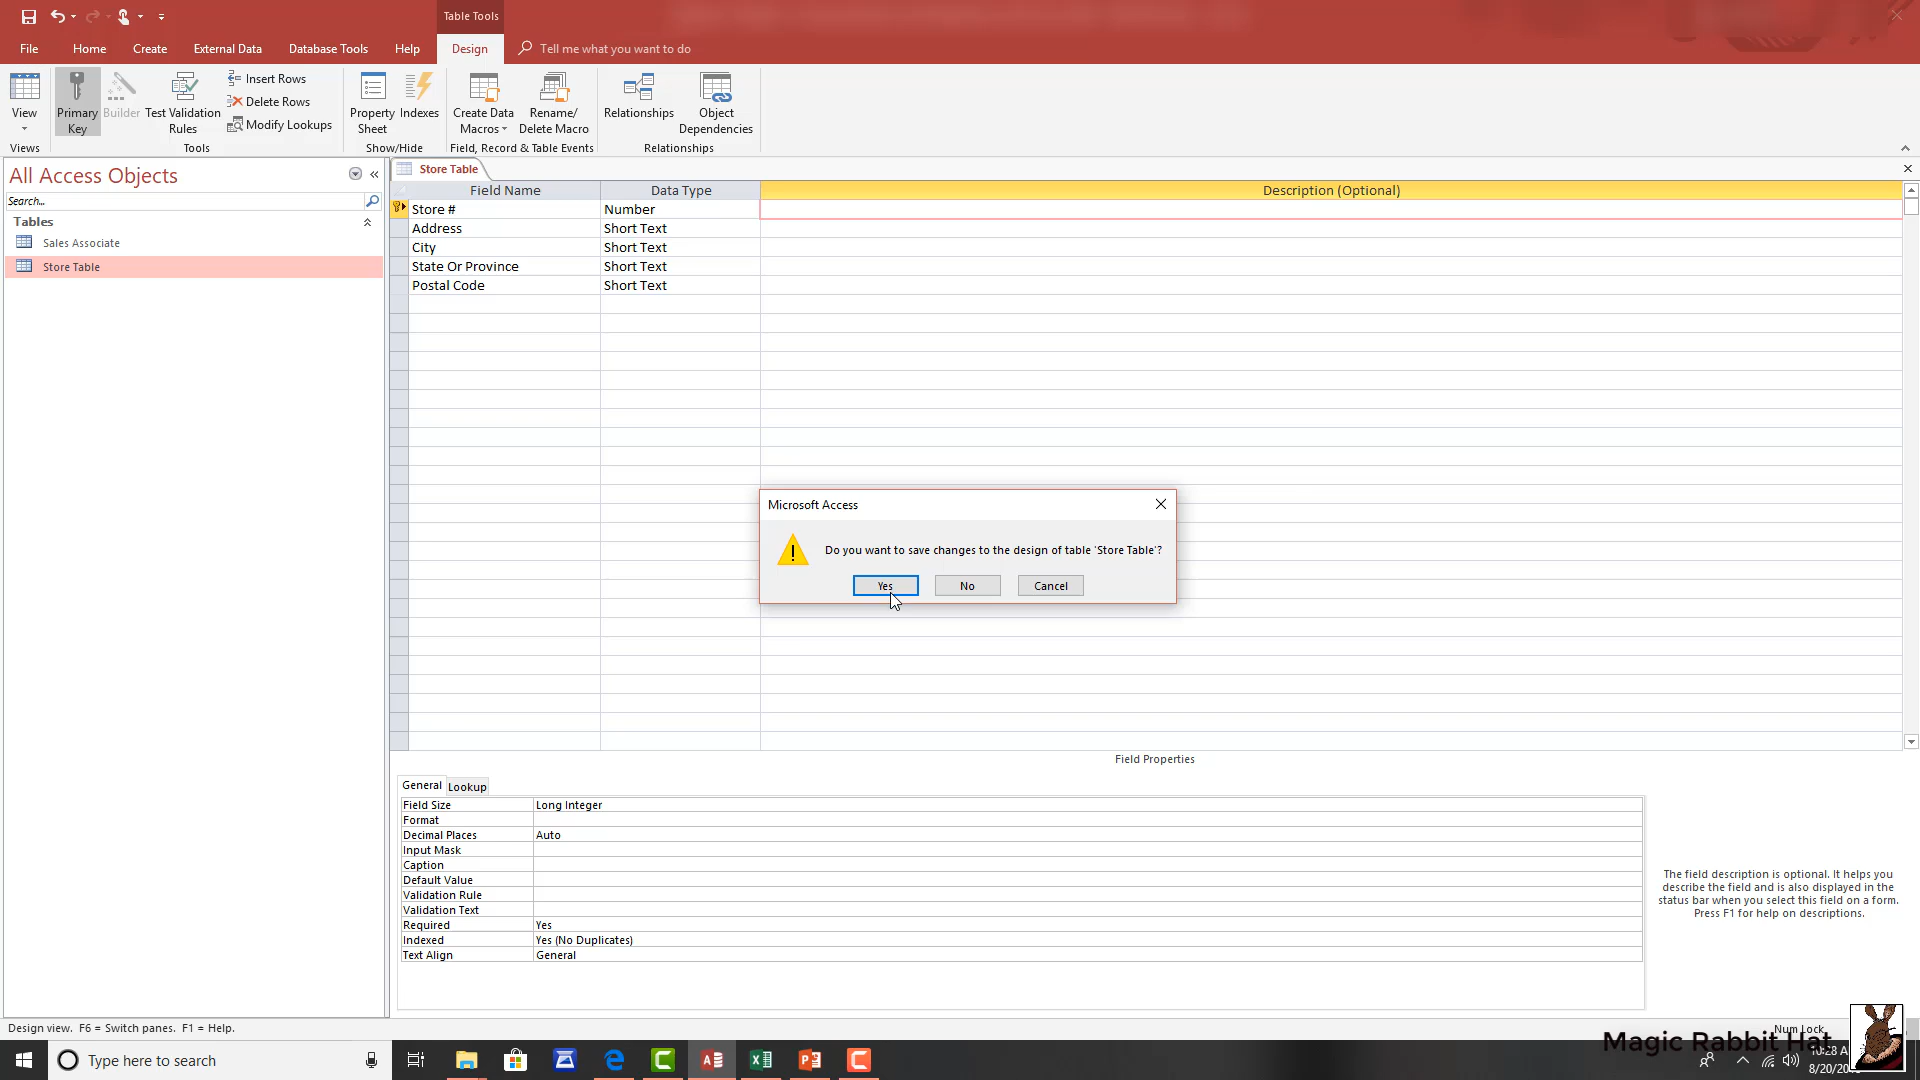 Table Tools
File Home Create External Data Database Tools Help Design Tell me what you want to do
View
Primary Key
Builder
Test Validation Rules
Insert Rows
Delete Rows
Modify Lookups
Property Sheet
Indexes
Create Data Macros
Rename/ Delete Macro
Relationships
Object Dependencies
Views
Tools
Show/Hide
Field, Record & Table Events
Relationships
All Access Objects
Search...
Tables
Sales Associate
Store Table
Store Table
Field Name Data Type Description (Optional)
Store # Number
Address Short Text
City Short Text
State Or Province Short Text
Postal Code Short Text
Microsoft Access
Do you want to save changes to the design of table 'Store Table'?
Yes No Cancel
Field Properties
General Lookup
Field Size Long Integer
Format
Decimal Places Auto
Input Mask
Caption
Default Value
Validation Rule
Validation Text
Required Yes
Indexed Yes (No Duplicates)
Text Align General
The field description is optional. It helps you
describe the field and is also displayed in the
status bar when you select this field on a form.
Press F1 for help on descriptions.
Design view. F6 = Switch panes. F1 = Help.
Num Lock
Magic Rabbit Hat
Type here to search
10:28 A